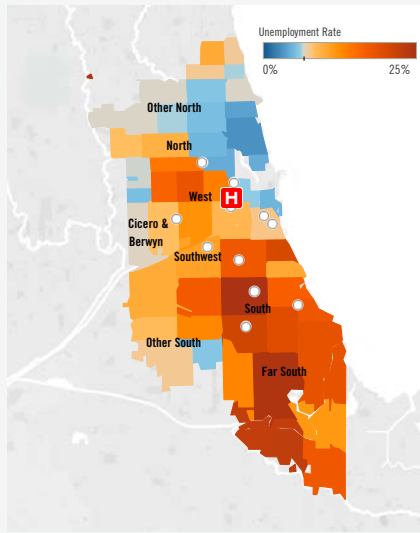 Unemployment Rate
0%
25%
Other North
North
West
H
Cicero &
Berwyn
Southwest
South
Other South
Far South